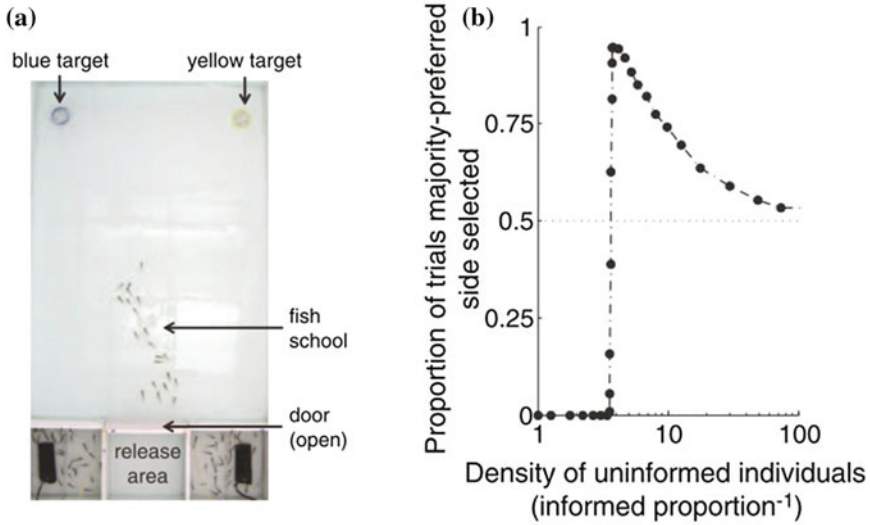 (a)
blue target
yellow target
fish
school
door
(open)
release
area
(b)
Proportion of trials majority-preferred
side selected
1
0.75
0.5
0.25
0
1
10
100
Density of uninformed individuals
(informed proportion-1)